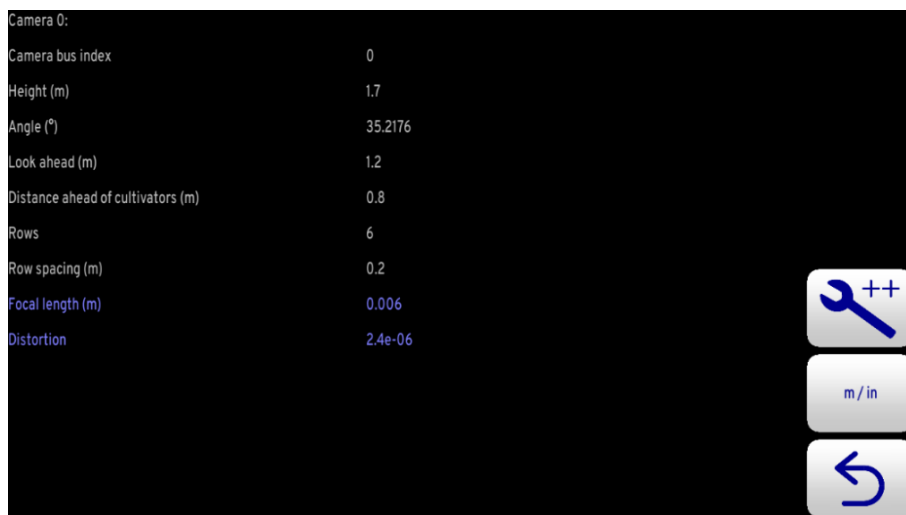 Camera 0:
Camera bus index 0
Height (m) 1.7
Angle (°) 35.2176
Look ahead (m) 1.2
Distance ahead of cultivators (m) 0.8
Rows 6
Row spacing (m) 0.2
Focal length (m) 0.006
Distortion 2.4e-06
++
m / in